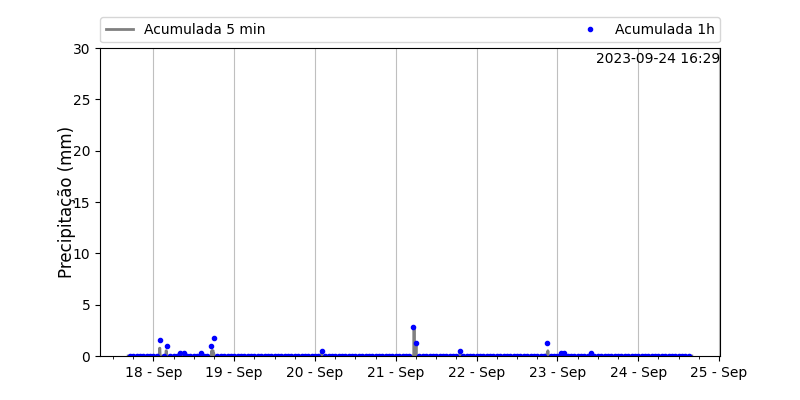 Acumulada 5 min
Acumulada 1h
2023-09-24 16:29
Precipitação (mm)
30
25
20
15
10
5
0
18 - Sep
19 - Sep
20 - Sep
21 - Sep
22 - Sep
23 - Sep
24 - Sep
25 - Sep